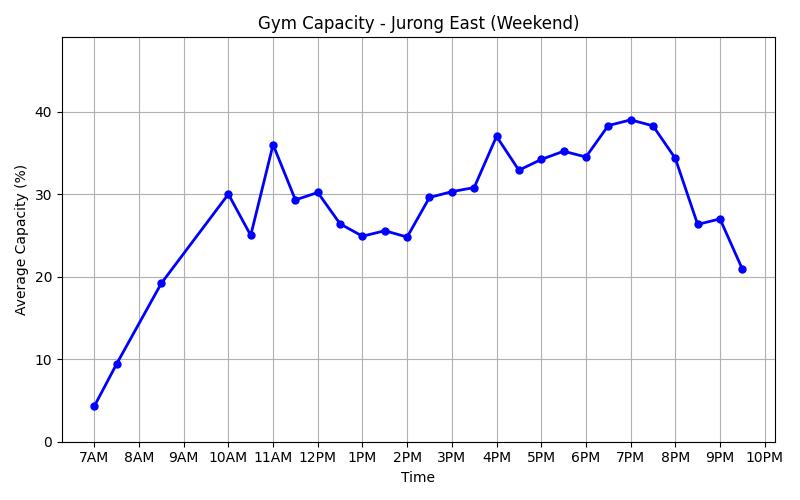 Gym Capacity - Jurong East (Weekend)
Average Capacity (%)
40
30
20
10
0
7AM 8AM 9AM 10AM 11AM 12PM 1PM 2PM 3PM 4PM 5PM 6PM 7PM 8PM 9PM 10PM
Time